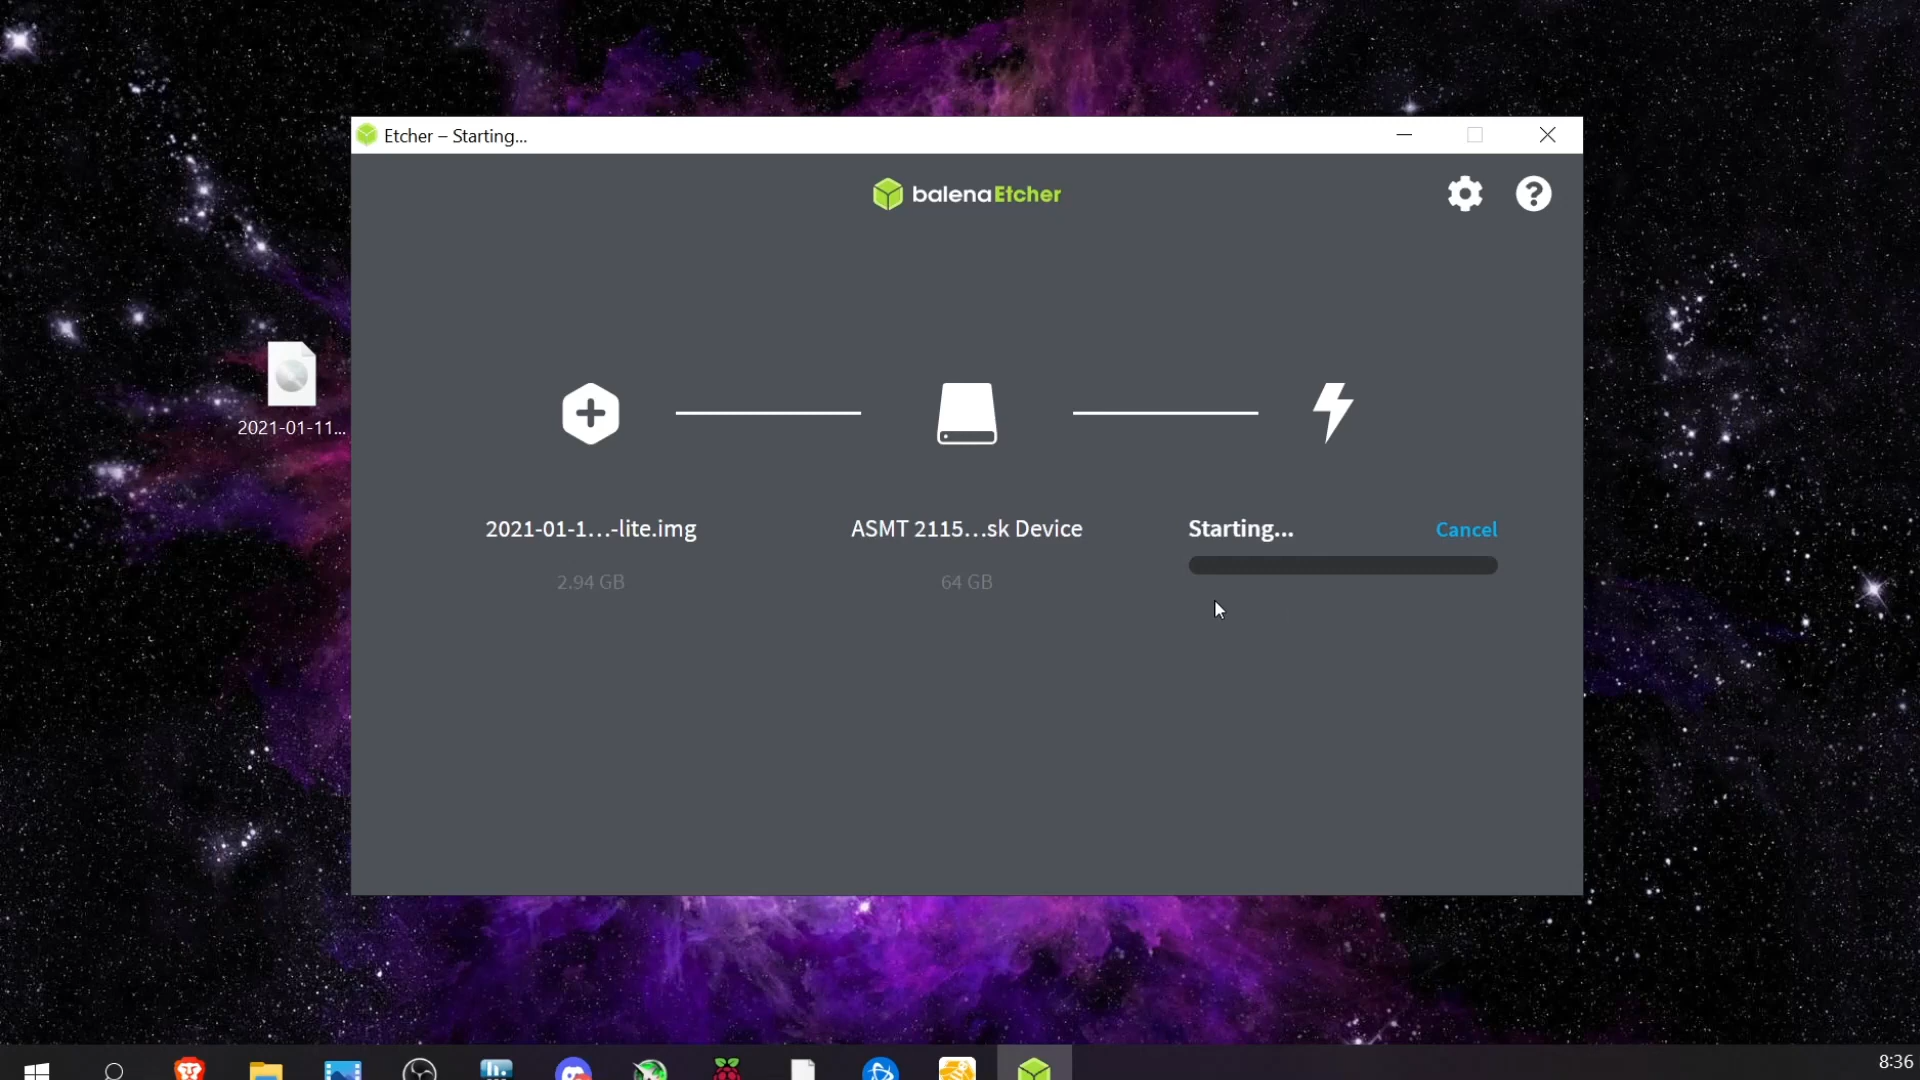 Etcher – Starting...
balenaEtcher
2021-01-11...
2021-01-1...-lite.img
ASMT 2115...sk Device
Starting...
Cancel
2.94 GB
64 GB
8:36